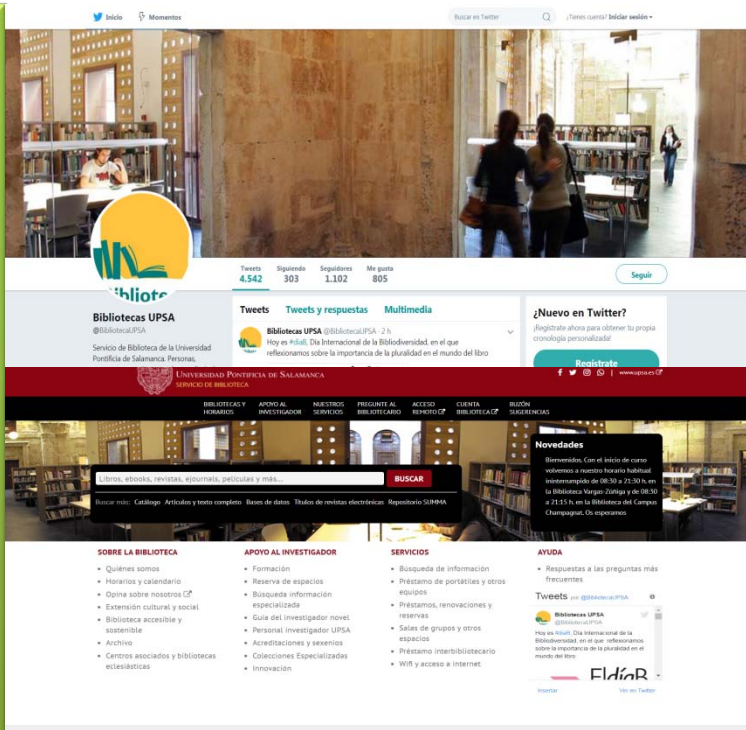 Inicio Momentos Buscar en Twitter ¿Tienes cuenta? Iniciar sesión
Tweets Siguiendo Seguidores Me gusta
4.542 303 1.102 805
Seguir
Bibliote
Bibliotecas UPSA
@BibliotecaUPSA
Servicio de Biblioteca de la Universidad
Pontificia de Salamanca. Personas,
Tweets Tweets y respuestas Multimedia
Bibliotecas UPSA @BibliotecaUPSA · 2 h
Hoy es #diaB, Día Internacional de la Bibliodiversidad, en el que
reflexionamos sobre la importancia de la pluralidad en el mundo del libro
¿Nuevo en Twitter?
¡Regístrate ahora para obtener tu propia
cronología personalizada!
Regístrate
UNIVERSIDAD PONTIFICIA DE SALAMANCA
SERVICIO DE BIBLIOTECA
www.upsa.es
BIBLIOTECAS Y HORARIOS
APOYO AL INVESTIGADOR
NUESTROS SERVICIOS
PREGUNTE AL BIBLIOTECARIO
ACCESO REMOTO
CUENTA BIBLIOTECA
BUZÓN SUGERENCIAS
Libros, ebooks, revistas, ejournals, películas y más... BUSCAR
Buscar más: Catálogo Artículos y texto completo Bases de datos Títulos de revistas electrónicas Repositorio SUMMA
Novedades
Bienvenidos. Con el inicio de curso
volvemos a nuestro horario habitual
ininterrumpido de 08:30 a 21:30 h. en
la Biblioteca Vargas-Zúñiga y de 08:30
a 21:15 h. en la Biblioteca del Campus
Champagnat. Os esperamos
SOBRE LA BIBLIOTECA
Quiénes somos
Horarios y calendario
Opina sobre nosotros
Extensión cultural y social
Biblioteca accesible y
sostenible
Archivo
Centros asociados y bibliotecas
eclesiásticas
APOYO AL INVESTIGADOR
Formación
Reserva de espacios
Búsqueda información
especializada
Guía del investigador novel
Personal investigador UPSA
Acreditaciones y sexenios
Colecciones Especializadas
Innovación
SERVICIOS
Búsqueda de información
Préstamo de portátiles y otros
equipos
Préstamos, renovaciones y
reservas
Salas de grupos y otros
espacios
Préstamo interbibliotecario
Wifi y acceso a internet
AYUDA
Respuestas a las preguntas más
frecuentes
Tweets por @BibliotecaUPSA
Bibliotecas UPSA
@BibliotecaUPSA
Hoy es #diaB, Día Internacional de la
Bibliodiversidad, en el que reflexionamos
sobre la importancia de la pluralidad en el
mundo del libro
ElDíaB
Insertar Ver en Twitter